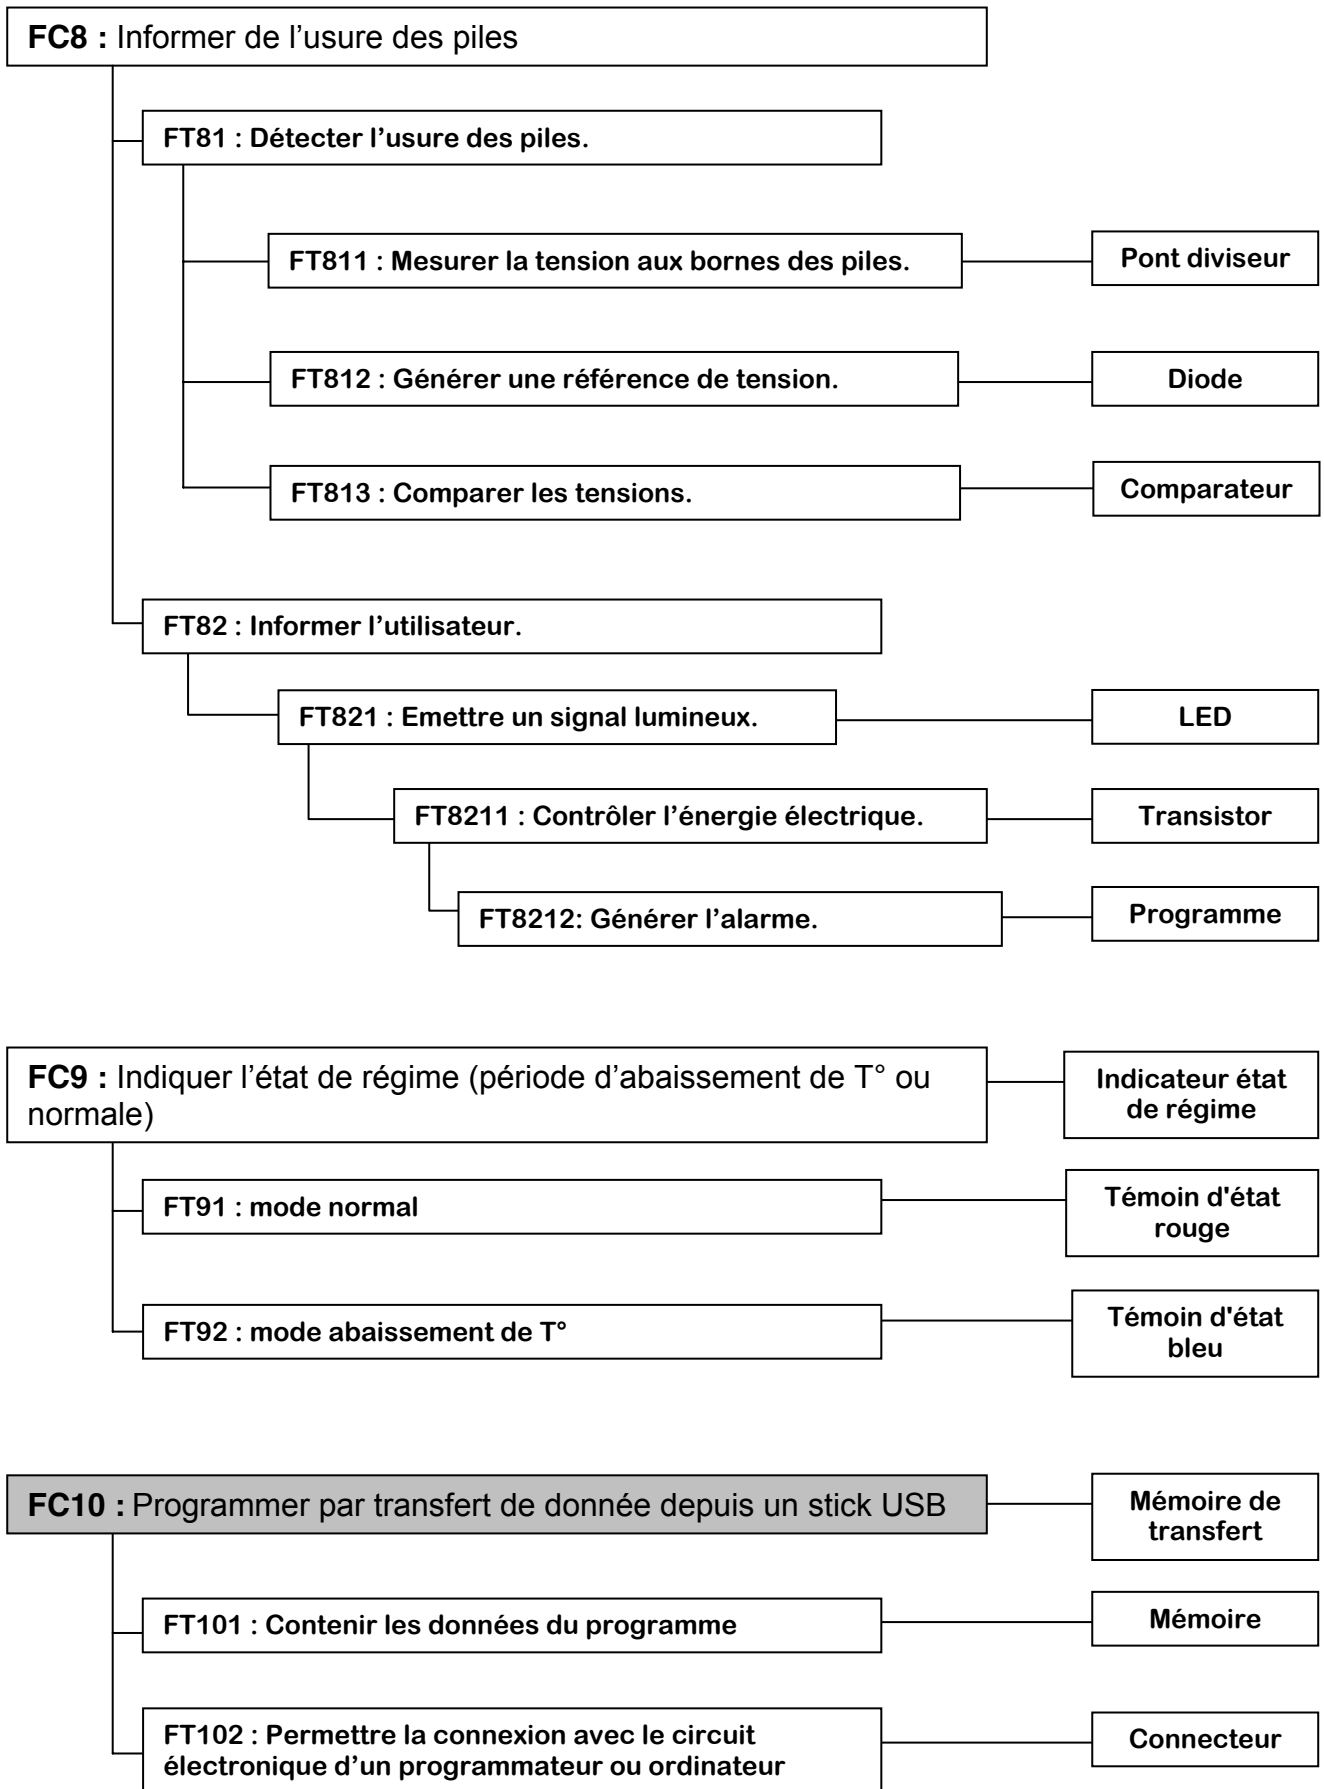 FC8 : Informer de l’usure des piles
FT81 : Détecter l’usure des piles.
FT811 : Mesurer la tension aux bornes des piles.
Pont diviseur
FT812 : Générer une référence de tension.
Diode
FT813 : Comparer les tensions.
Comparateur
FT82 : Informer l’utilisateur.
FT821 : Emettre un signal lumineux.
LED
FT8211 : Contrôler l’énergie électrique.
Transistor
FT8212: Générer l’alarme.
Programme
FC9 : Indiquer l’état de régime (période d’abaissement de T° ou
normale)
Indicateur état
de régime
FT91 : mode normal
Témoin d'état
rouge
FT92 : mode abaissement de T°
Témoin d'état
bleu
FC10 : Programmer par transfert de donnée depuis un stick USB
Mémoire de
transfert
FT101 : Contenir les données du programme
Mémoire
FT102 : Permettre la connexion avec le circuit
électronique d’un programmateur ou ordinateur
Connecteur